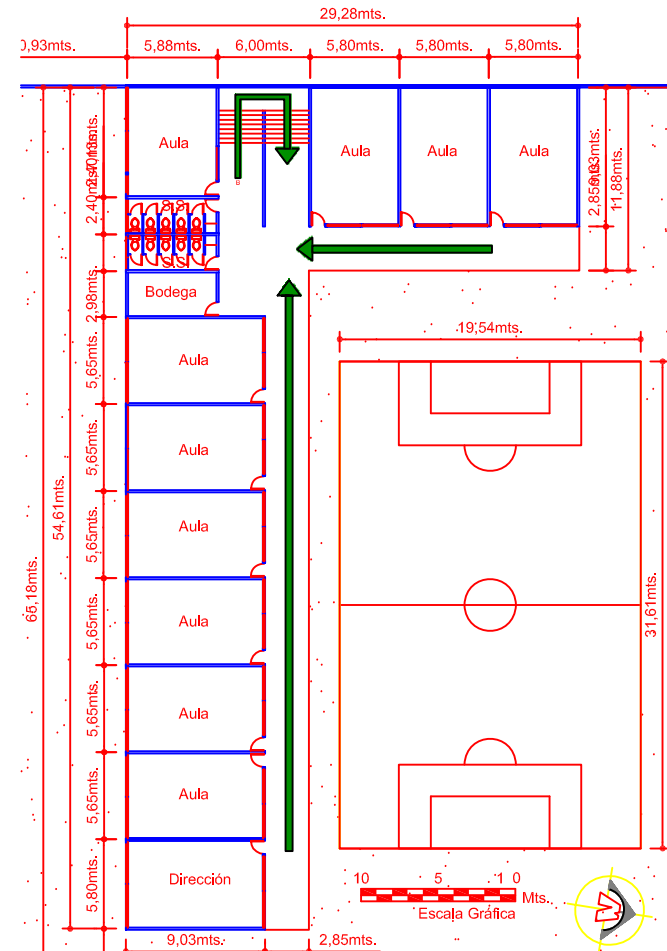 29,28mts.
0,93mts. 5,88mts. 6,00mts. 5,80mts. 5,80mts. 5,80mts.
Aula Aula Aula Aula
2,40mts.
11,88mts.
S.S.
S.S.
Bodega
2,98mts.
19,54mts.
Aula
5,65mts.
Aula
5,65mts.
54,61mts.
Aula
5,65mts.
Aula
5,65mts.
31,61mts.
Aula
5,65mts.
Aula
5,65mts.
Dirección
5,80mts.
10 5 1 0
Mts.
Escala Gráfica
9,03mts. 2,85mts.